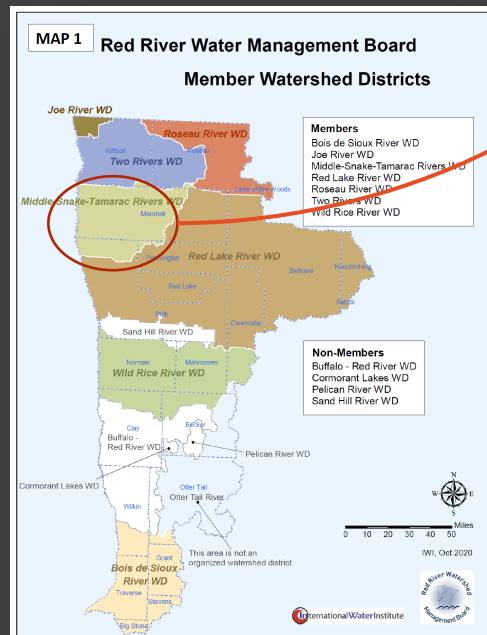 MAP 1
Red River Water Management Board
Member Watershed Districts
Joe River WD
Roseau River WD
Kittson
Roseau
Two Rivers WD
Lake of the Woods
Middle-Snake-Tamarac Rivers WD
Marshall
Members
Bois de Sioux River WD
Joe River WD
Middle-Snake-Tamarac Rivers WD
Red Lake River WD
Roseau River WD
Two Rivers WD
Wild Rice River WD
Pennington
Red Lake River WD
Beltrami
Koochiching
Red Lake
Itasca
Polk
Clearwater
Sand Hill River WD
Norman
Mahnomen
Wild Rice River WD
Non-Members
Buffalo - Red River WD
Cormorant Lakes WD
Pelican River WD
Sand Hill River WD
Clay
Becker
Buffalo -
Red River WD
Pelican River WD
Cormorant Lakes WD
Otter Tail
Otter Tail River
Wilkin
This area is not an
organized watershed district
N
W
E
S
Miles
0 10 20 30 40 50
IWI, Oct 2020
Grant
Bois de Sioux
River WD
Traverse
Stevens
Big Stone
International Water Institute
Red River Watershed
Management Board